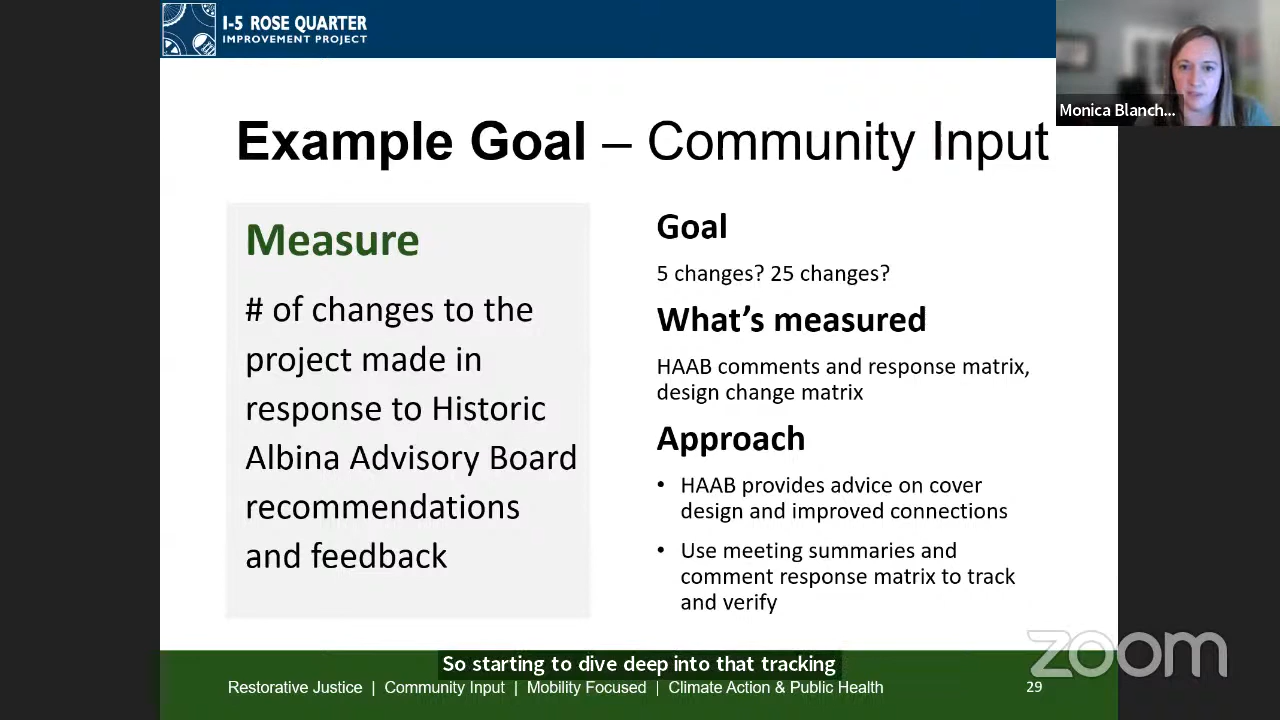 I-5 ROSE QUARTER
IMPROVEMENT PROJECT
Monica Blanch...
Example Goal – Community Input
Measure
# of changes to the
project made in
response to Historic
Albina Advisory Board
recommendations
and feedback
Goal
5 changes? 25 changes?
What's measured
HAAB comments and response matrix,
design change matrix
Approach
• HAAB provides advice on cover
design and improved connections
• Use meeting summaries and
comment response matrix to track
and verify
zoom
So starting to dive deep into that tracking
Restorative Justice | Community Input | Mobility Focused | Climate Action & Public Health
29